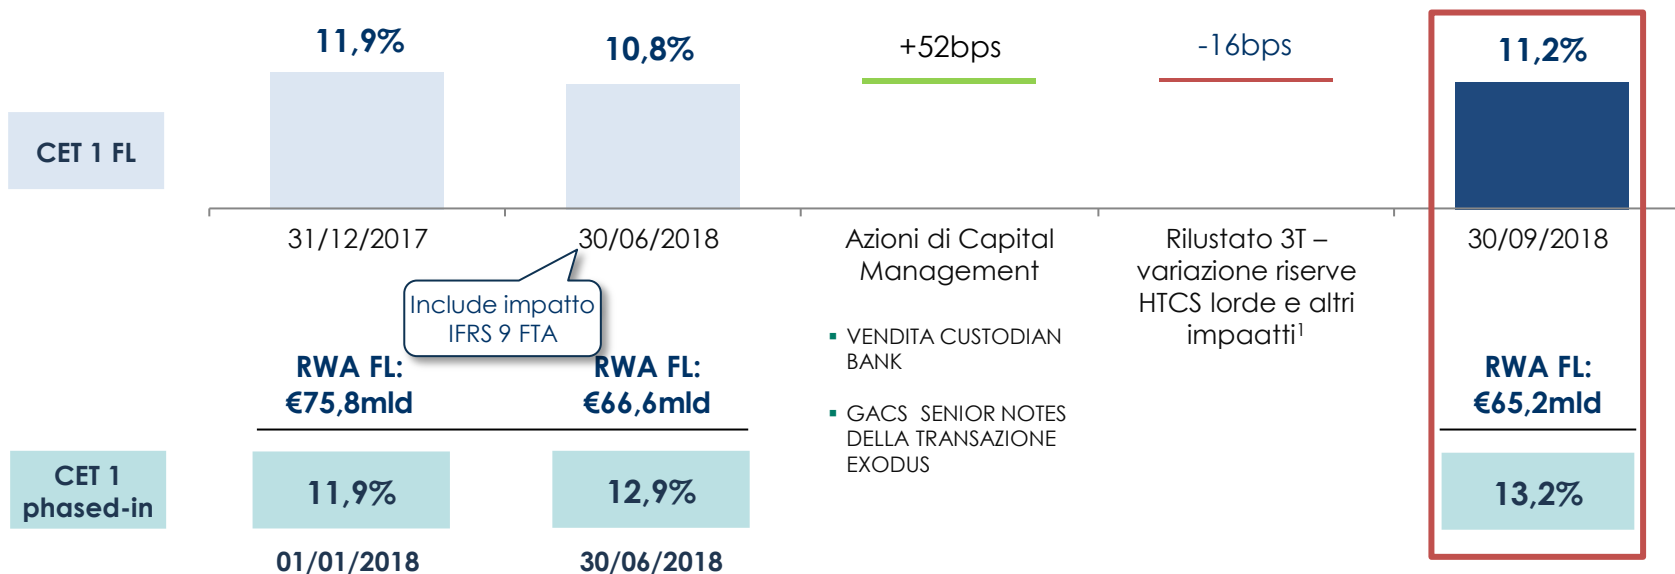 11,9%
10,8%
+52bps
-16bps
11,2%
CET 1 FL
31/12/2017
30/06/2018
Azioni di Capital
Management
Rilustato 3T –
variazione riserve
HTCS lorde e altri
impaatti¹
30/09/2018
Include impatto
IFRS 9 FTA
▪ VENDITA CUSTODIAN
BANK
▪ GACS SENIOR NOTES
DELLA TRANSAZIONE
EXODUS
RWA FL:
€75,8mld
RWA FL:
€66,6mld
RWA FL:
€65,2mld
CET 1
phased-in
11,9%
12,9%
13,2%
01/01/2018
30/06/2018